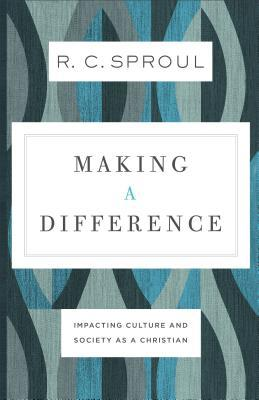 R. C. SPROUL
MAKING
A
DIFFERENCE
IMPACTING CULTURE AND
SOCIETY AS A CHRISTIAN